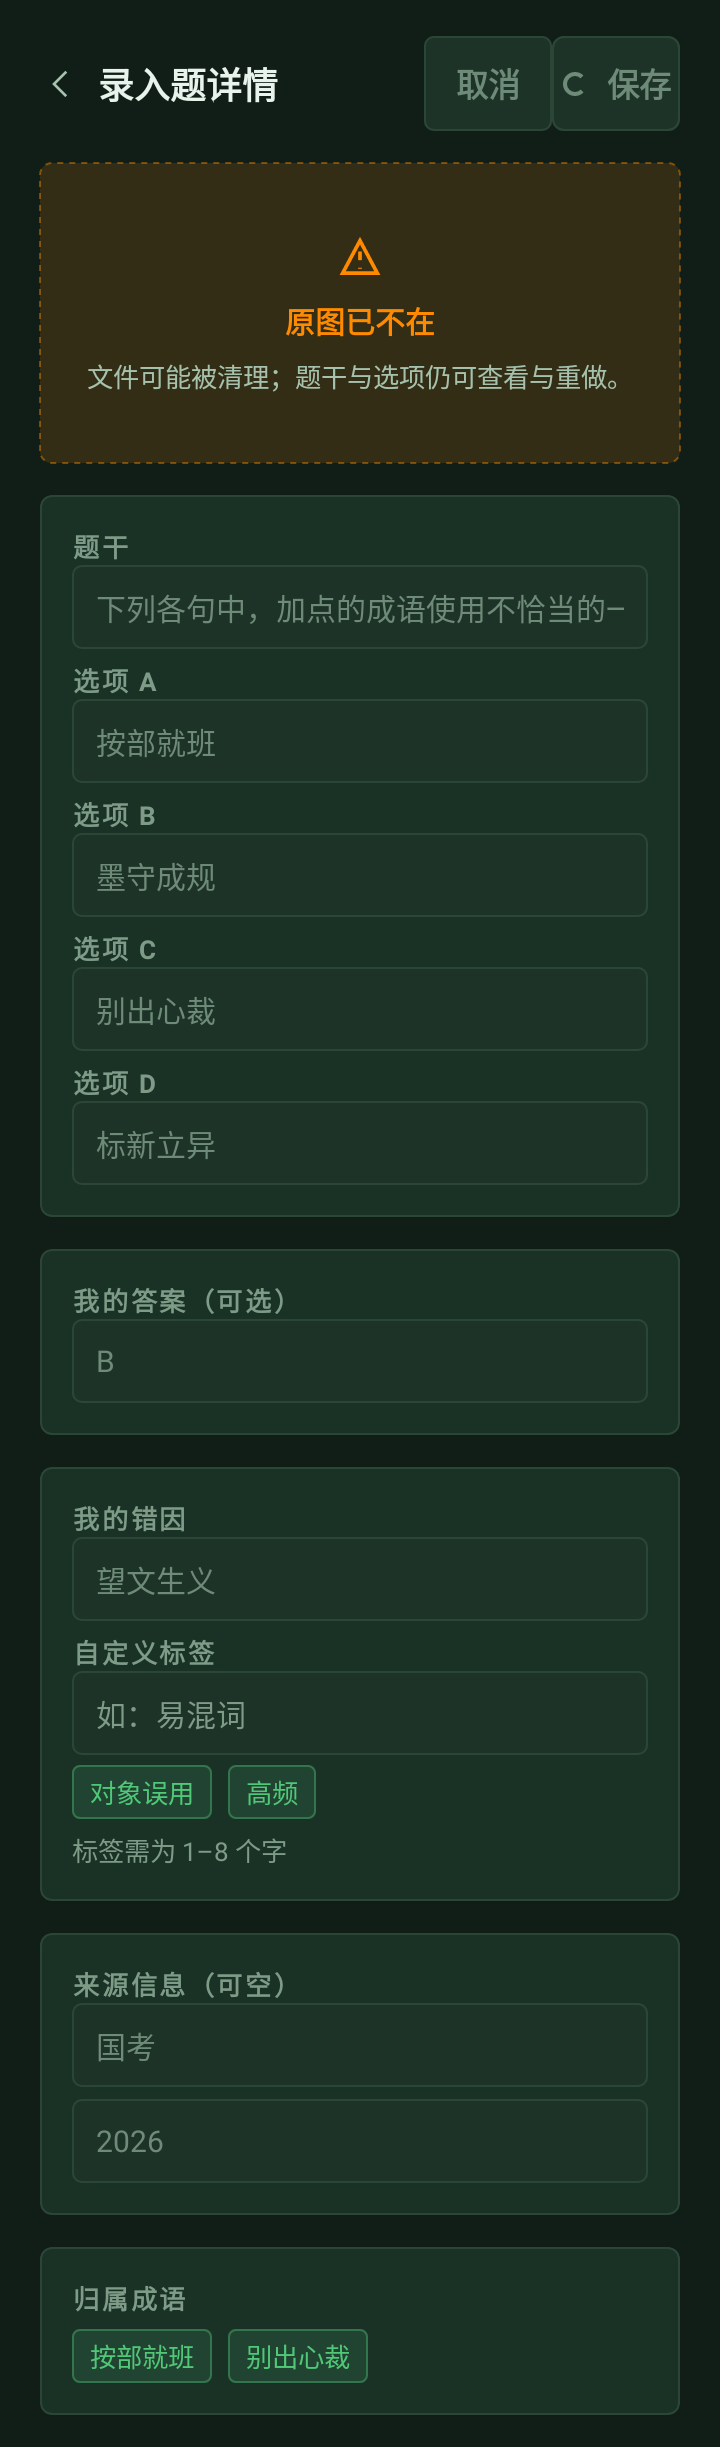 录入题详情
取消
保存
原图已不在
文件可能被清理；题干与选项仍可查看与重做。
题干
下列各句中，加点的成语使用不恰当的一
选项 A
按部就班
选项 B
墨守成规
选项 C
别出心裁
选项 D
标新立异
我的答案（可选）
B
我的错因
望文生义
自定义标签
如：易混词
对象误用
高频
标签需为 1–8 个字
来源信息（可空）
国考
2026
归属成语
按部就班
别出心裁